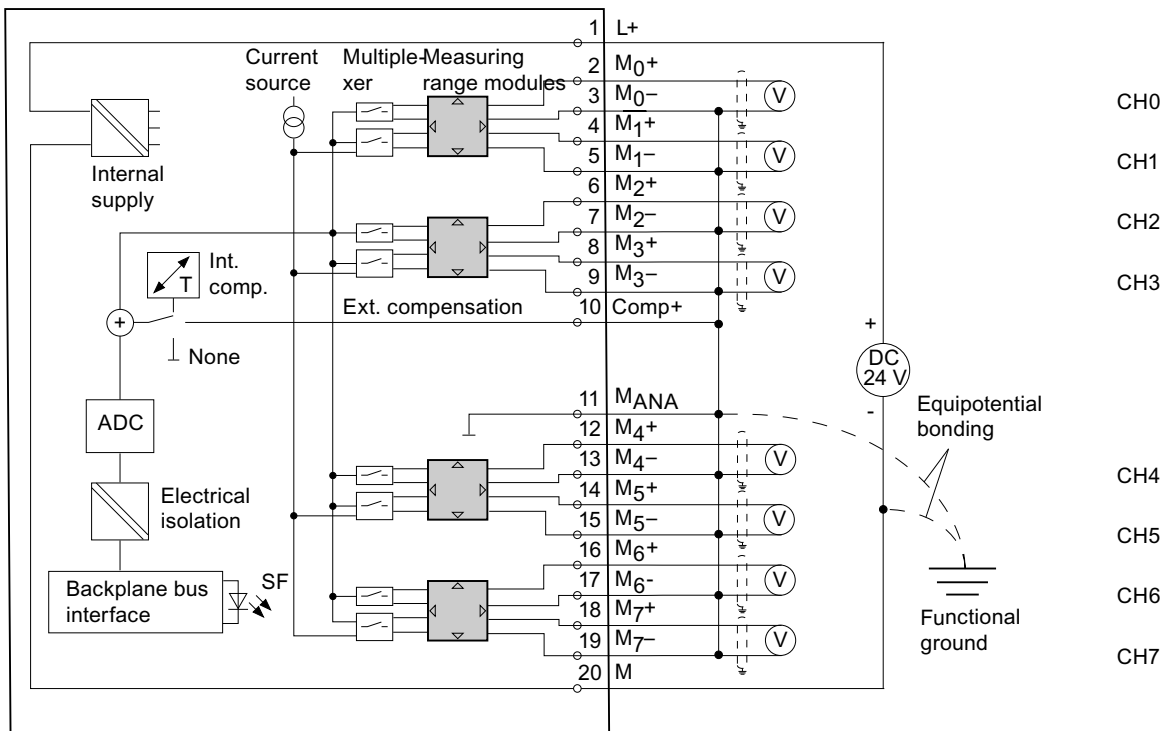 1 L+
Current source
Multiple-xer
Measuring range modules
2 M0+
3 M0–
CH0
4 M1+
5 M1–
CH1
Internal supply
6 M2+
7 M2–
CH2
8 M3+
9 M3–
CH3
Int. comp.
T
10 Comp+
Ext. compensation
+
None
+
DC 24 V
-
11 MANA
Equipotential bonding
ADC
12 M4+
13 M4–
CH4
14 M5+
15 M5–
CH5
Electrical isolation
16 M6+
17 M6-
CH6
18 M7+
19 M7–
CH7
Backplane bus interface
SF
Functional ground
20 M
V
V
V
V
V
V
V
V